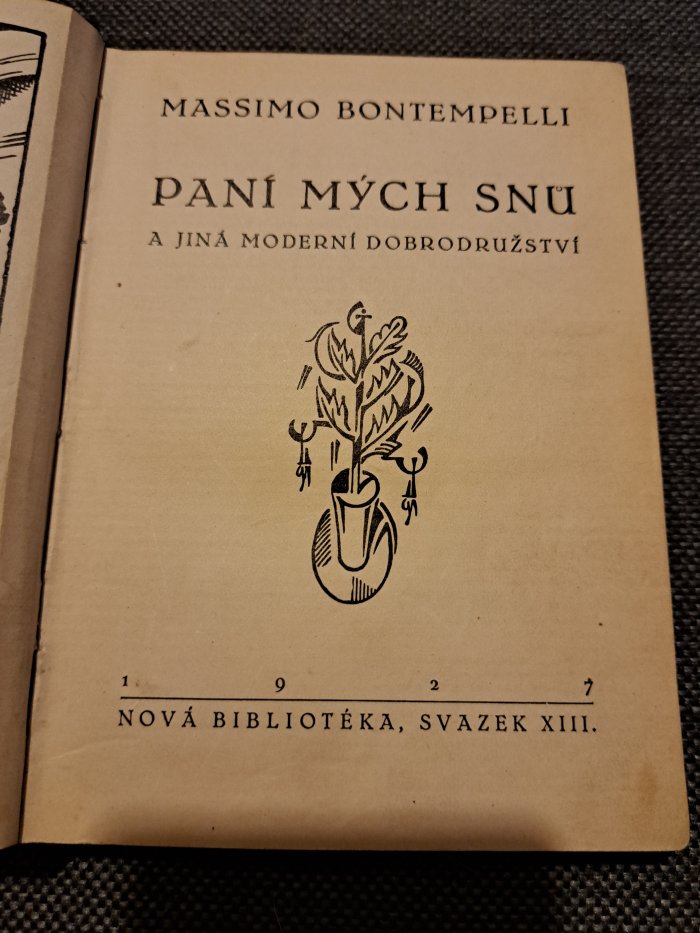 MASSIMO BONTEMPELLI
PANÍ MÝCH SNŮ
A JINÁ MODERNÍ DOBRODRUŽSTVÍ
1 9 2 7
NOVÁ BIBLIOTÉKA, SVAZEK XIII.